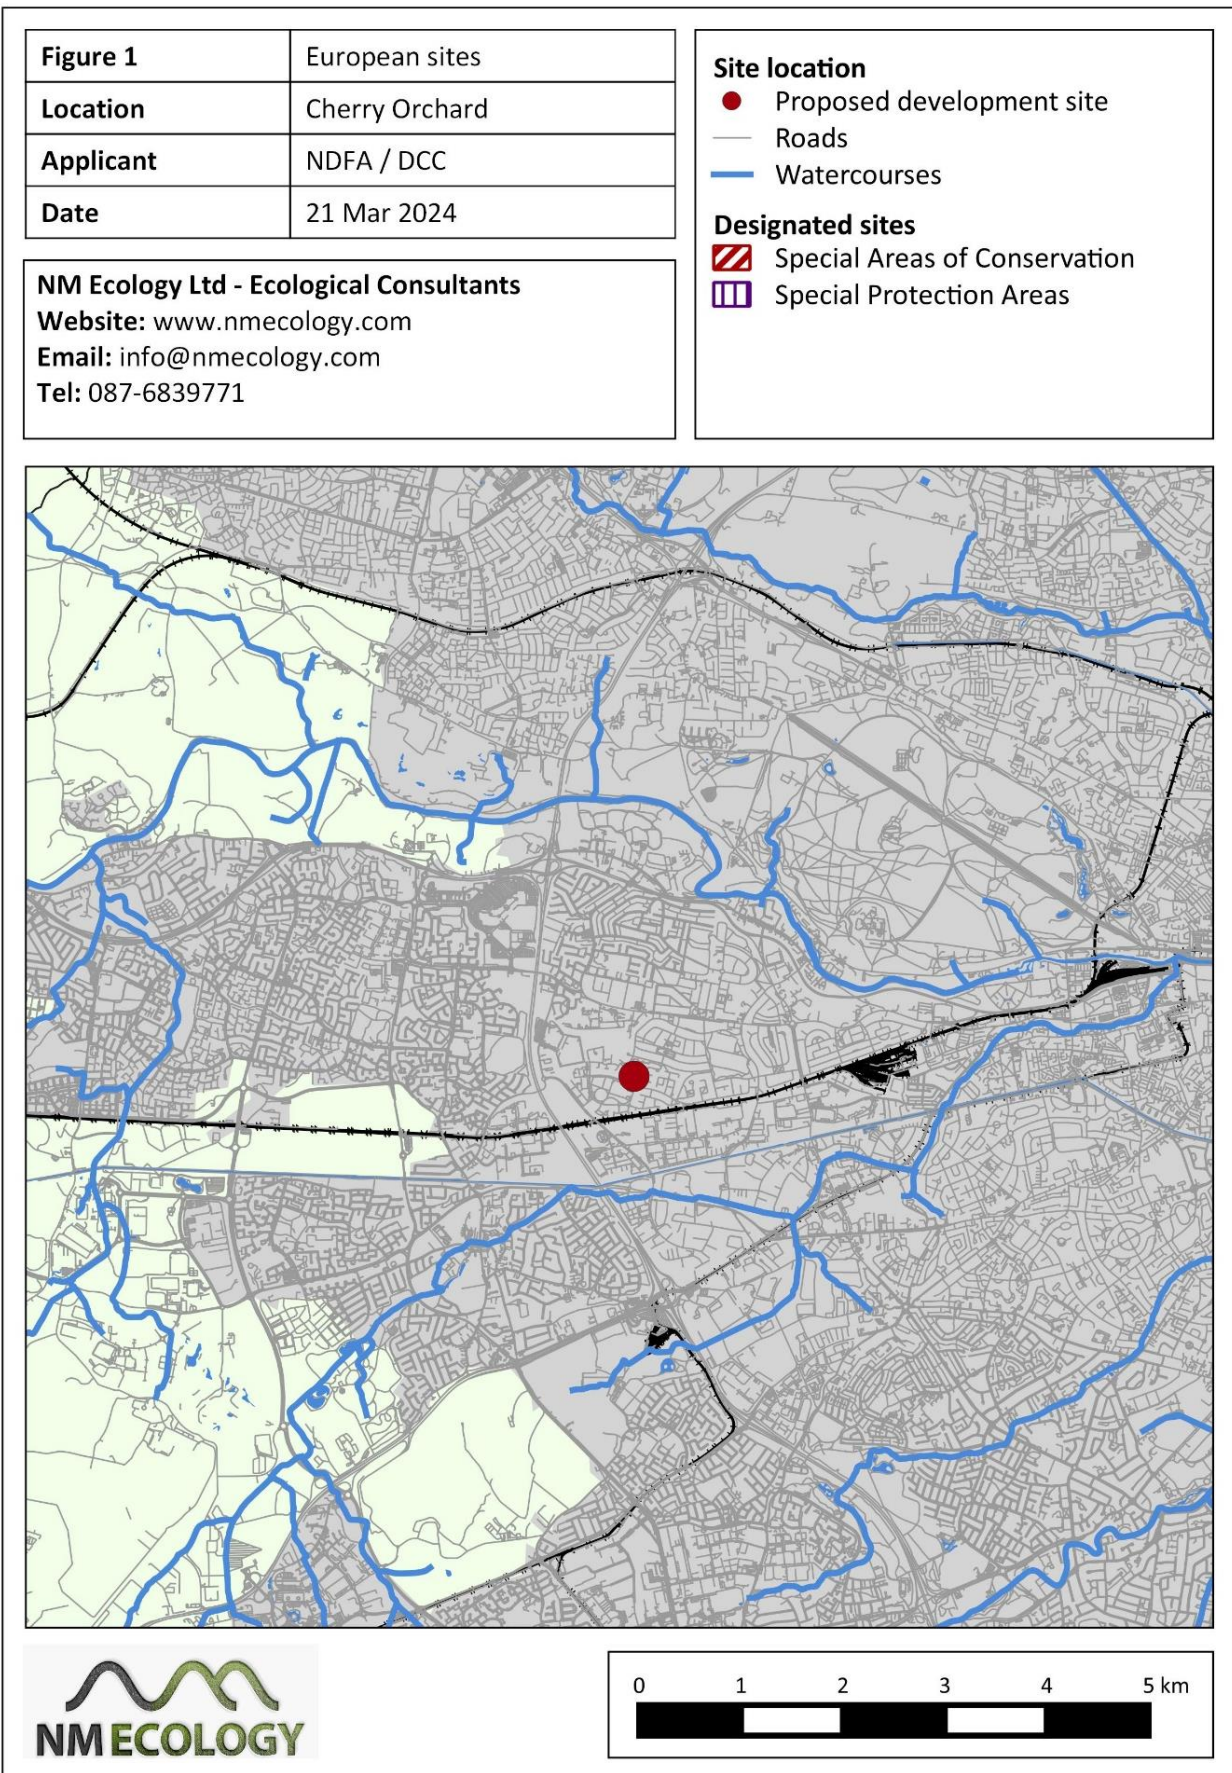 Figure 1 European sites
Location Cherry Orchard
Applicant NDFA / DCC
Date 21 Mar 2024
NM Ecology Ltd - Ecological Consultants
Website: www.nmecology.com
Email: info@nmecology.com
Tel: 087-6839771
Site location
Proposed development site
Roads
Watercourses
Designated sites
Special Areas of Conservation
Special Protection Areas
NM ECOLOGY
0 1 2 3 4 5 km